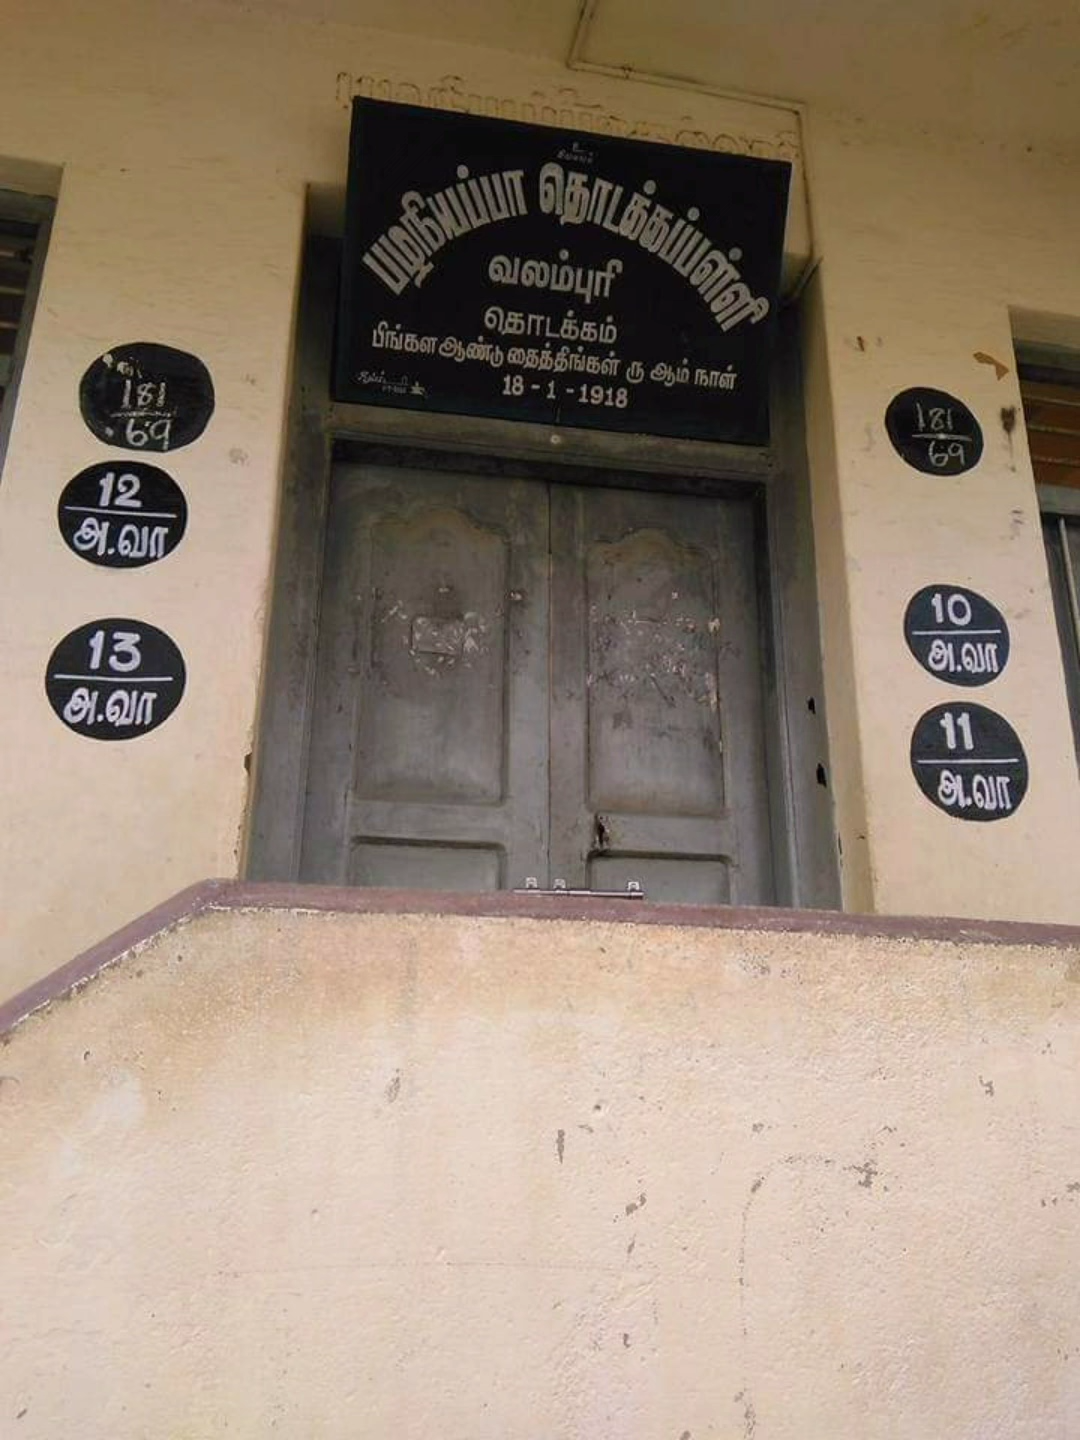 உ
சிவமயம்
பழநியப்பா தொடக்கப்பள்ளி
வலம்புரி
தொடக்கம்
பிங்கள ஆண்டு தைத்திங்கள் ரு ஆம் நாள்
18 - 1 - 1918
181
69
12
அ.வா
13
அ.வா
181
69
10
அ.வா
11
அ.வா